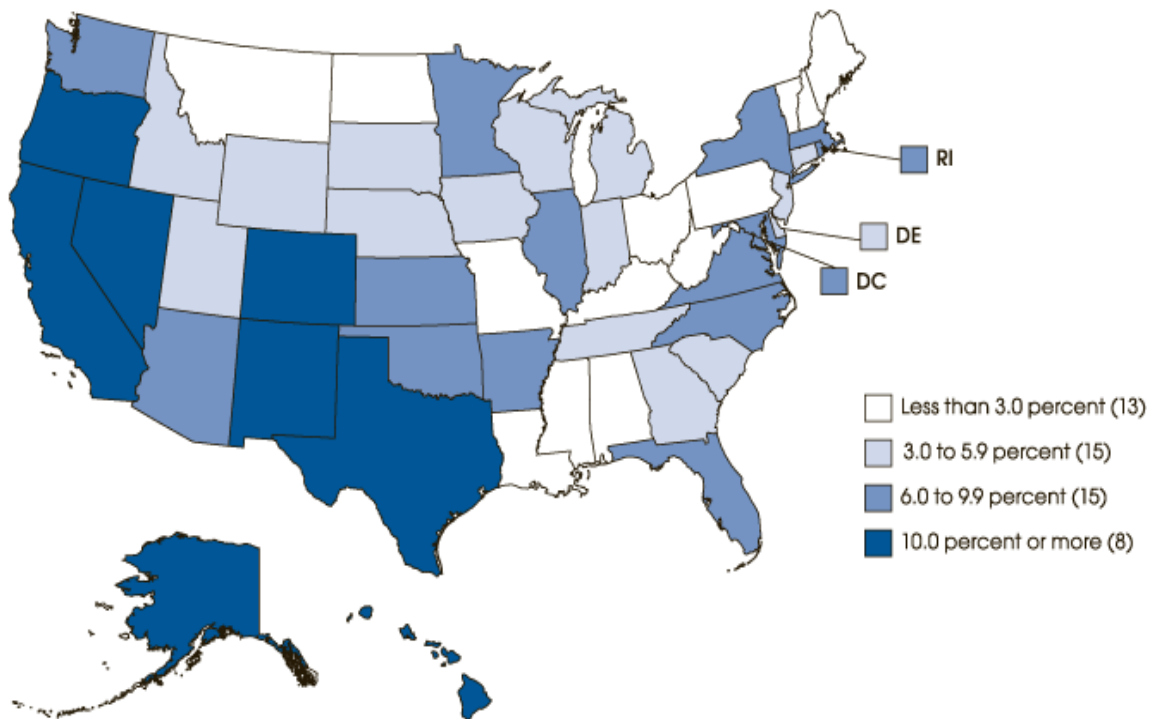 RI
DE
DC
Less than 3.0 percent (13)
3.0 to 5.9 percent (15)
6.0 to 9.9 percent (15)
10.0 percent or more (8)